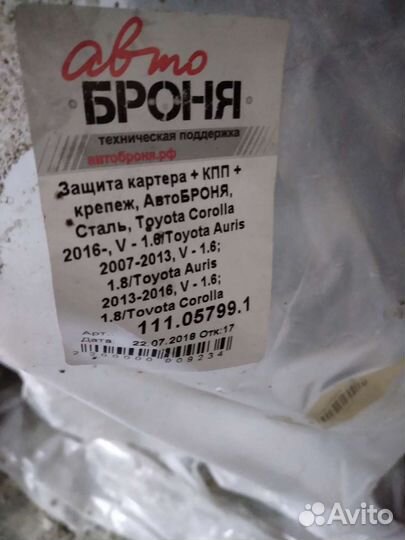 авто
БРОНЯ
техническая поддержка
автоброня.рф
Защита картера + КПП +
крепеж, АвтоБРОНЯ,
Сталь, Toyota Corolla
2016-, V - 1.6/Toyota Auris
2007-2013, V - 1.6;
1.8/Toyota Auris
2013-2016, V - 1.6;
1.8/Toyota Corolla
Арт. 111.05799.1
Дата: 22.07.2018 Отк:17
Avito